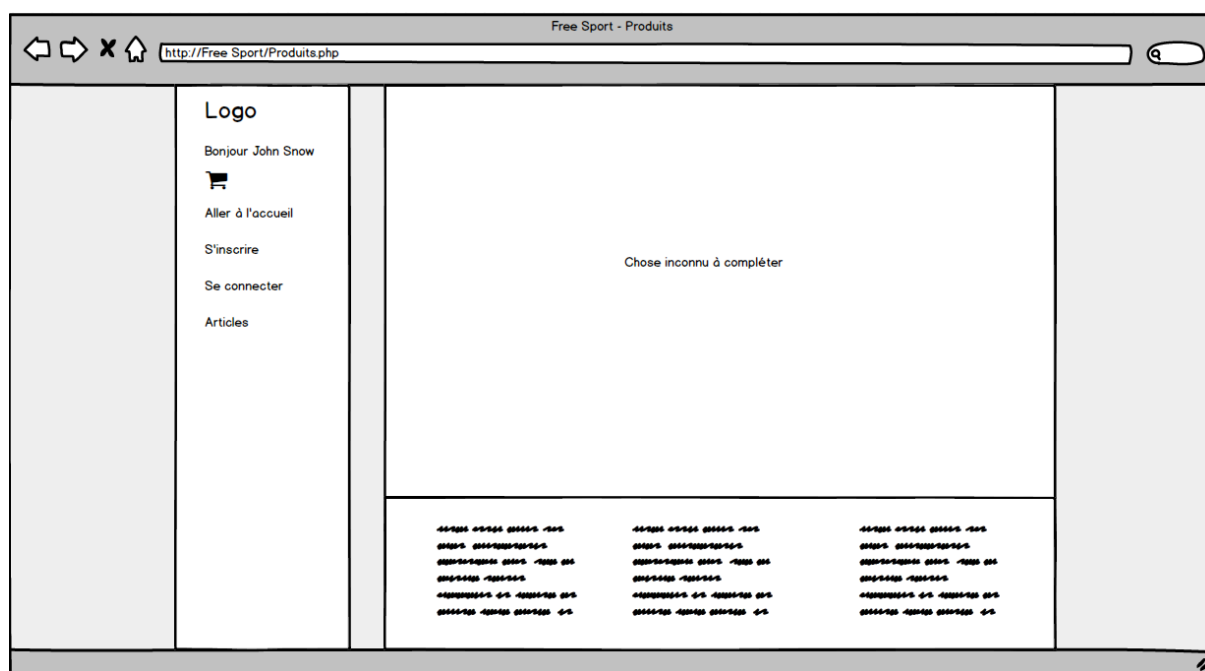 Free Sport - Produits
http://Free Sport/Produits.php
Logo
Bonjour John Snow
Aller à l'accueil
S'inscrire
Se connecter
Articles
Chose inconnu à compléter